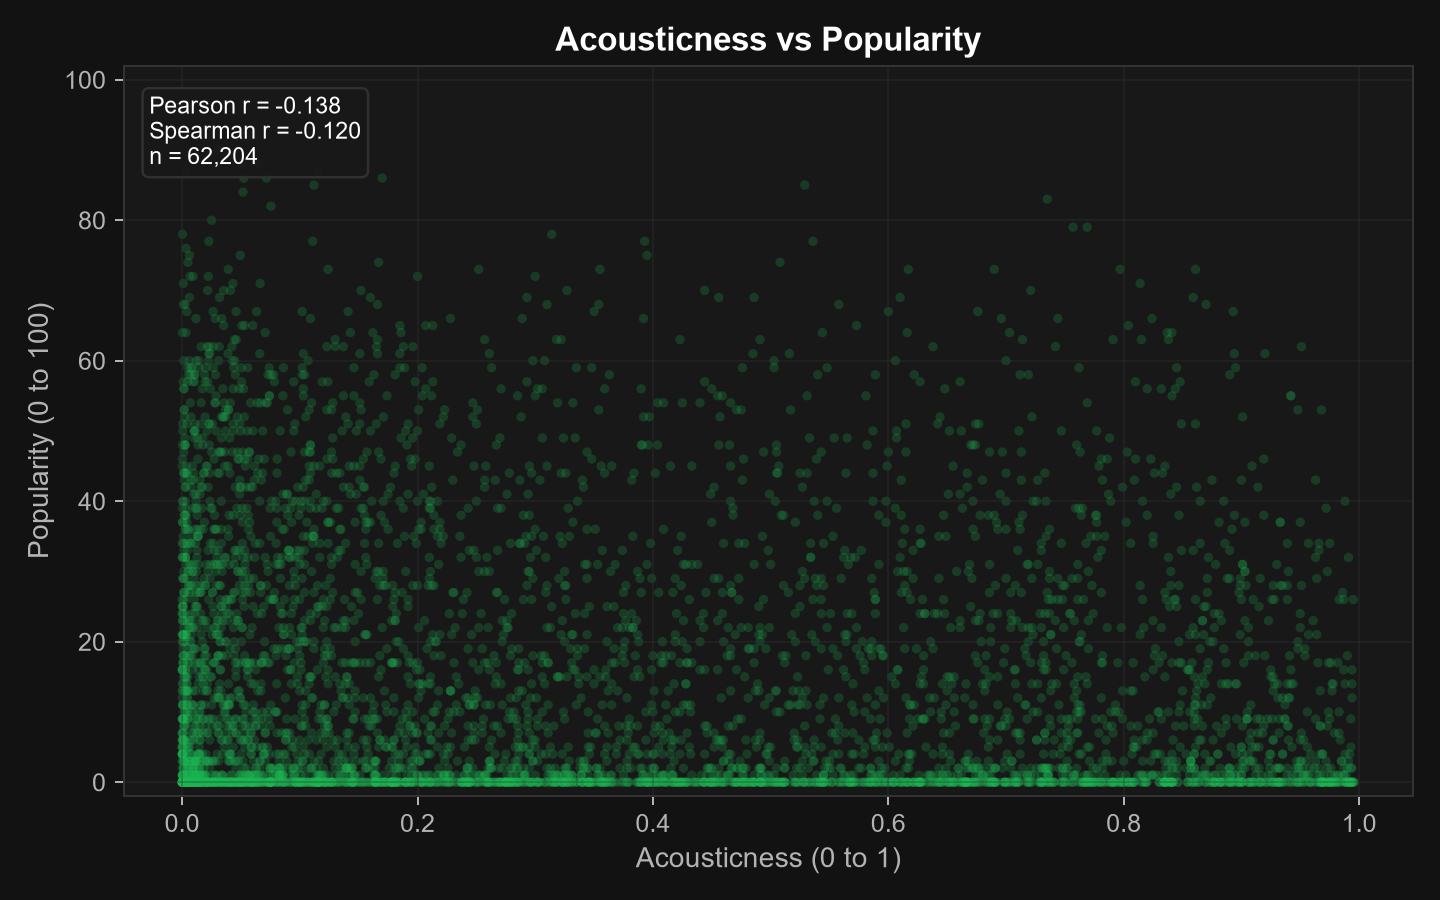 Acousticness vs Popularity
100
Pearson r = -0.138
Spearman r = -0.120
n = 62,204
80
60
40
20
0
Popularity (0 to 100)
0.0 0.2 0.4 0.6 0.8 1.0
Acousticness (0 to 1)